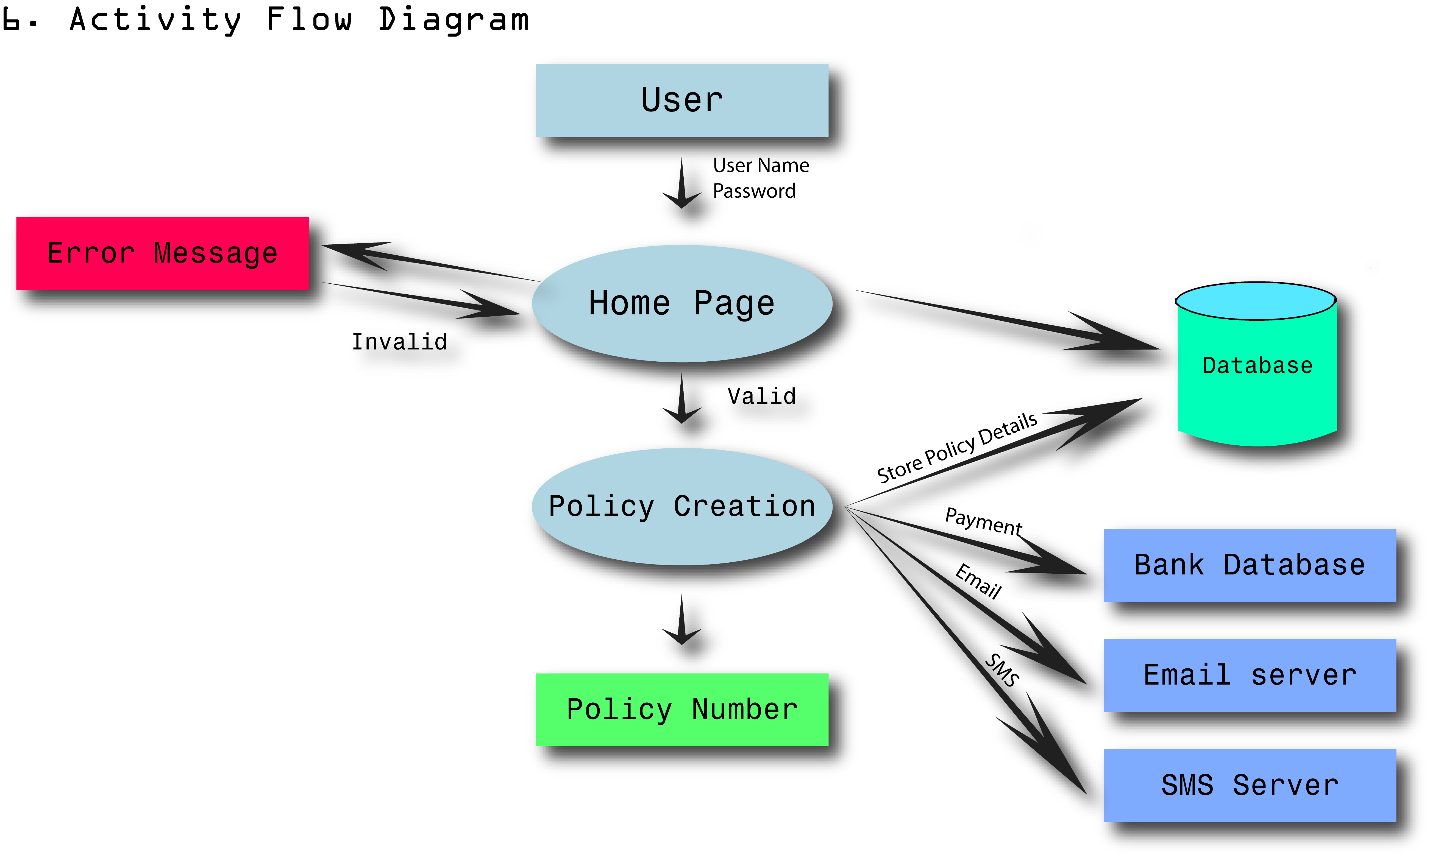 6. Activity Flow Diagram
User
User Name
Password
Error Message
Home Page
Invalid
Database
Valid
Store Policy Details
Policy Creation
Payment
Bank Database
Email
Email server
SMS
Policy Number
SMS Server